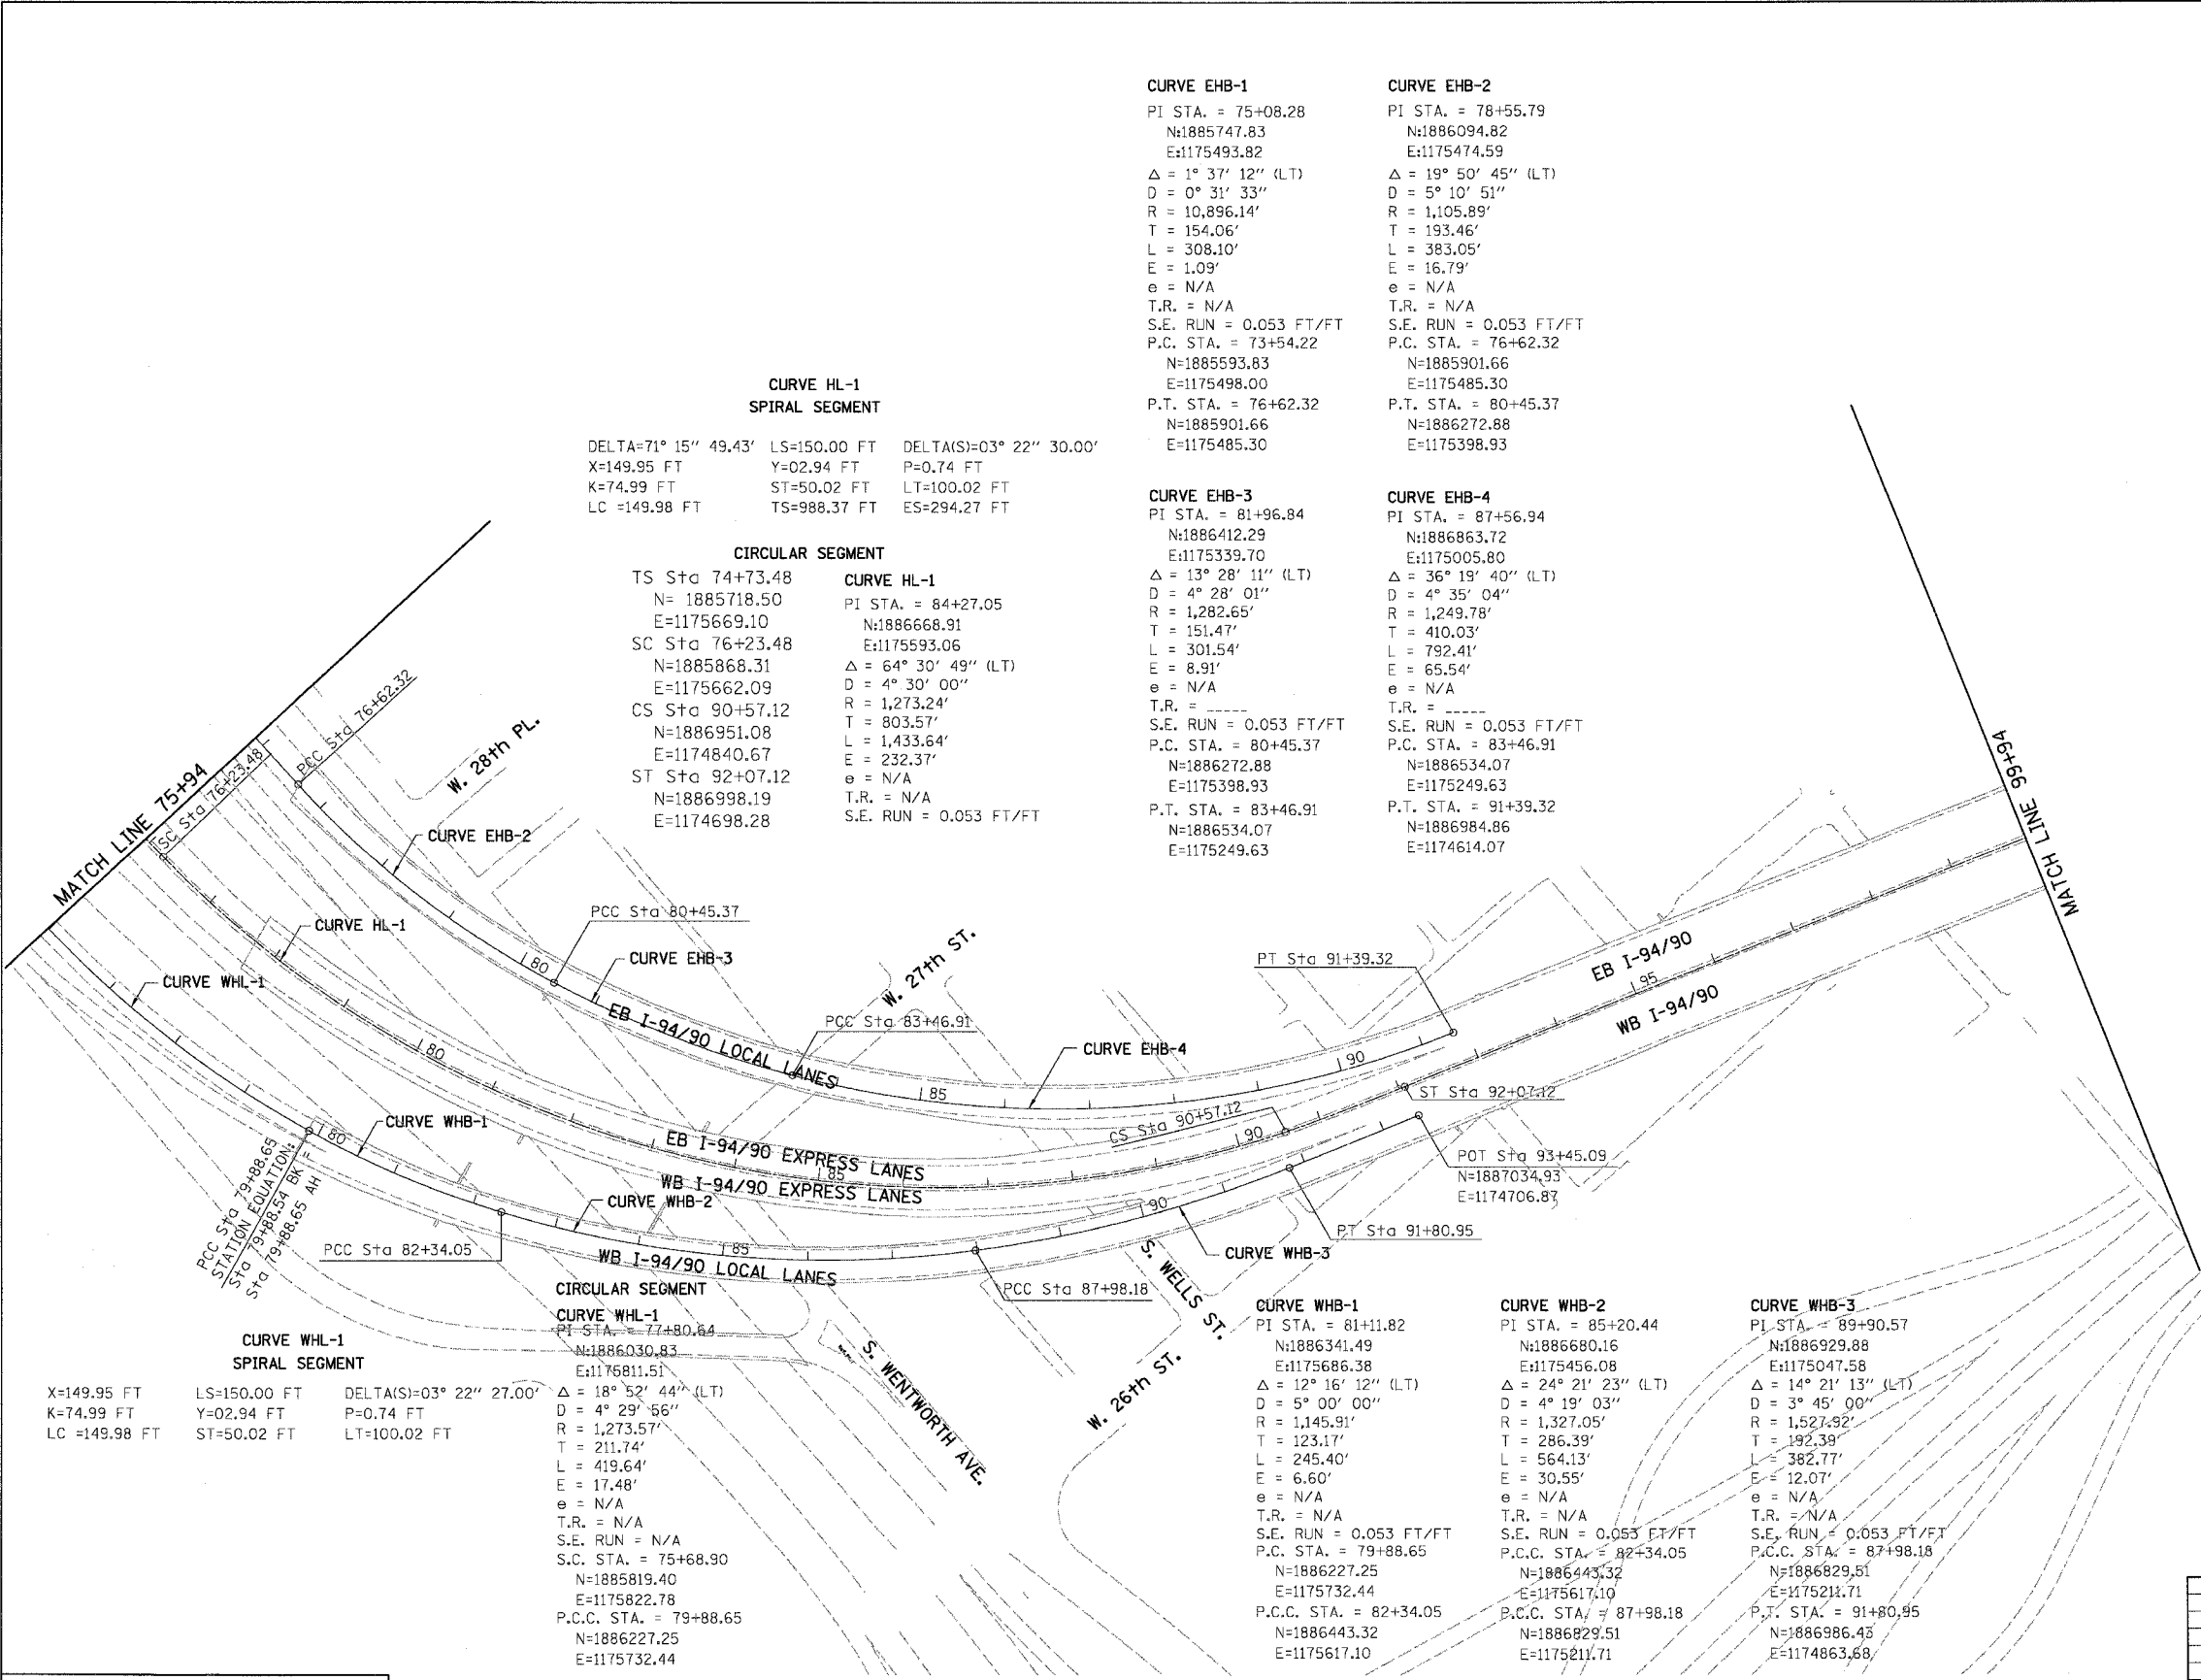 CURVE EHB-1
PI STA. = 75+08.28
N:1885747.83
E:1175493.82
Δ = 1° 37' 12'' (LT)
D = 0° 31' 33''
R = 10,896.14'
T = 154.06'
L = 308.10'
E = 1.09'
e = N/A
T.R. = N/A
S.E. RUN = 0.053 FT/FT
P.C. STA. = 73+54.22
N=1885593.83
E=1175498.00
P.T. STA. = 76+62.32
N=1885901.66
E=1175485.30
CURVE EHB-2
PI STA. = 78+55.79
N:1886094.82
E:1175474.59
Δ = 19° 50' 45'' (LT)
D = 5° 10' 51''
R = 1,105.89'
T = 193.46'
L = 383.05'
E = 16.79'
e = N/A
T.R. = N/A
S.E. RUN = 0.053 FT/FT
P.C. STA. = 76+62.32
N=1885901.66
E=1175485.30
P.T. STA. = 80+45.37
N=1886272.88
E=1175398.93
CURVE HL-1
SPIRAL SEGMENT
DELTA=71° 15'' 49.43' LS=150.00 FT DELTA(S)=03° 22'' 30.00'
X=149.95 FT Y=02.94 FT P=0.74 FT
K=74.99 FT ST=50.02 FT LT=100.02 FT
LC =149.98 FT TS=988.37 FT ES=294.27 FT
CIRCULAR SEGMENT
TS Sta 74+73.48
N= 1885718.50
E=1175669.10
SC Sta 76+23.48
N=1885868.31
E=1175662.09
CS Sta 90+57.12
N=1886951.08
E=1174840.67
ST Sta 92+07.12
N=1886998.19
E=1174698.28
CURVE HL-1
PI STA. = 84+27.05
N:1886668.91
E:1175593.06
Δ = 64° 30' 49'' (LT)
D = 4° 30' 00''
R = 1,273.24'
T = 803.57'
L = 1,433.64'
E = 232.37'
e = N/A
T.R. = N/A
S.E. RUN = 0.053 FT/FT
CURVE EHB-3
PI STA. = 81+96.84
N:1886412.29
E:1175339.70
Δ = 13° 28' 11'' (LT)
D = 4° 28' 01''
R = 1,282.65'
T = 151.47'
L = 301.54'
E = 8.91'
e = N/A
T.R. = _____
S.E. RUN = 0.053 FT/FT
P.C. STA. = 80+45.37
N=1886272.88
E=1175398.93
P.T. STA. = 83+46.91
N=1886534.07
E=1175249.63
CURVE EHB-4
PI STA. = 87+56.94
N:1886863.72
E:1175005.80
Δ = 36° 19' 40'' (LT)
D = 4° 35' 04''
R = 1,249.78'
T = 410.03'
L = 792.41'
E = 65.54'
e = N/A
T.R. = _____
S.E. RUN = 0.053 FT/FT
P.C. STA. = 83+46.91
N=1886534.07
E=1175249.63
P.T. STA. = 91+39.32
N=1886984.86
E=1174614.07
MATCH LINE 75+94
SC Sta 76+23.48
PCC Sta 76+62.32
W. 28th PL.
CURVE EHB-2
CURVE HL-1
CURVE WHL-1
PCC Sta 80+45.37
80
CURVE EHB-3
EB I-94/90 LOCAL LANES
W. 27th ST.
PCC Sta 83+46.91
85
CURVE EHB-4
PT Sta 91+39.32
90
EB I-94/90
95
WB I-94/90
MATCH LINE 99+94
80
EB I-94/90 EXPRESS LANES
85
WB I-94/90 EXPRESS LANES
CS Sta 90+57.12
90
ST Sta 92+07.12
POT Sta 93+45.09
N=1887034.93
E=1174706.87
PCC Sta 79+88.65
STATION EQUATION:
Sta 79+88.54 BK =
Sta 79+88.65 AH
80
CURVE WHB-1
PCC Sta 82+34.05
CURVE WHB-2
85
WB I-94/90 LOCAL LANES
PCC Sta 87+98.18
90
CURVE WHB-3
PT Sta 91+80.95
S. WELLS ST.
W. 26th ST.
S. WENTWORTH AVE.
CURVE WHL-1
SPIRAL SEGMENT
X=149.95 FT LS=150.00 FT DELTA(S)=03° 22'' 27.00'
K=74.99 FT Y=02.94 FT P=0.74 FT
LC =149.98 FT ST=50.02 FT LT=100.02 FT
CIRCULAR SEGMENT
CURVE WHL-1
PI STA. = 77+80.64
N:1886030.83
E:1175811.51
Δ = 18° 52' 44'' (LT)
D = 4° 29' 56''
R = 1,273.57'
T = 211.74'
L = 419.64'
E = 17.48'
e = N/A
T.R. = N/A
S.E. RUN = N/A
S.C. STA. = 75+68.90
N=1885819.40
E=1175822.78
P.C.C. STA. = 79+88.65
N=1886227.25
E=1175732.44
CURVE WHB-1
PI STA. = 81+11.82
N:1886341.49
E:1175686.38
Δ = 12° 16' 12'' (LT)
D = 5° 00' 00''
R = 1,145.91'
T = 123.17'
L = 245.40'
E = 6.60'
e = N/A
T.R. = N/A
S.E. RUN = 0.053 FT/FT
P.C. STA. = 79+88.65
N=1886227.25
E=1175732.44
P.C.C. STA. = 82+34.05
N=1886443.32
E=1175617.10
CURVE WHB-2
PI STA. = 85+20.44
N:1886680.16
E:1175456.08
Δ = 24° 21' 23'' (LT)
D = 4° 19' 03''
R = 1,327.05'
T = 286.39'
L = 564.13'
E = 30.55'
e = N/A
T.R. = N/A
S.E. RUN = 0.053 FT/FT
P.C.C. STA. = 82+34.05
N=1886443.32
E=1175617.10
P.C.C. STA. = 87+98.18
N=1886829.51
E=1175211.71
CURVE WHB-3
PI STA. = 89+90.57
N:1886929.88
E:1175047.58
Δ = 14° 21' 13'' (LT)
D = 3° 45' 00''
R = 1,527.92'
T = 192.39'
L = 382.77'
E = 12.07'
e = N/A
T.R. = N/A
S.E. RUN = 0.053 FT/FT
P.C.C. STA. = 87+98.18
N=1886829.51
E=1175211.71
P.T. STA. = 91+80.95
N=1886986.43
E=1174863.68